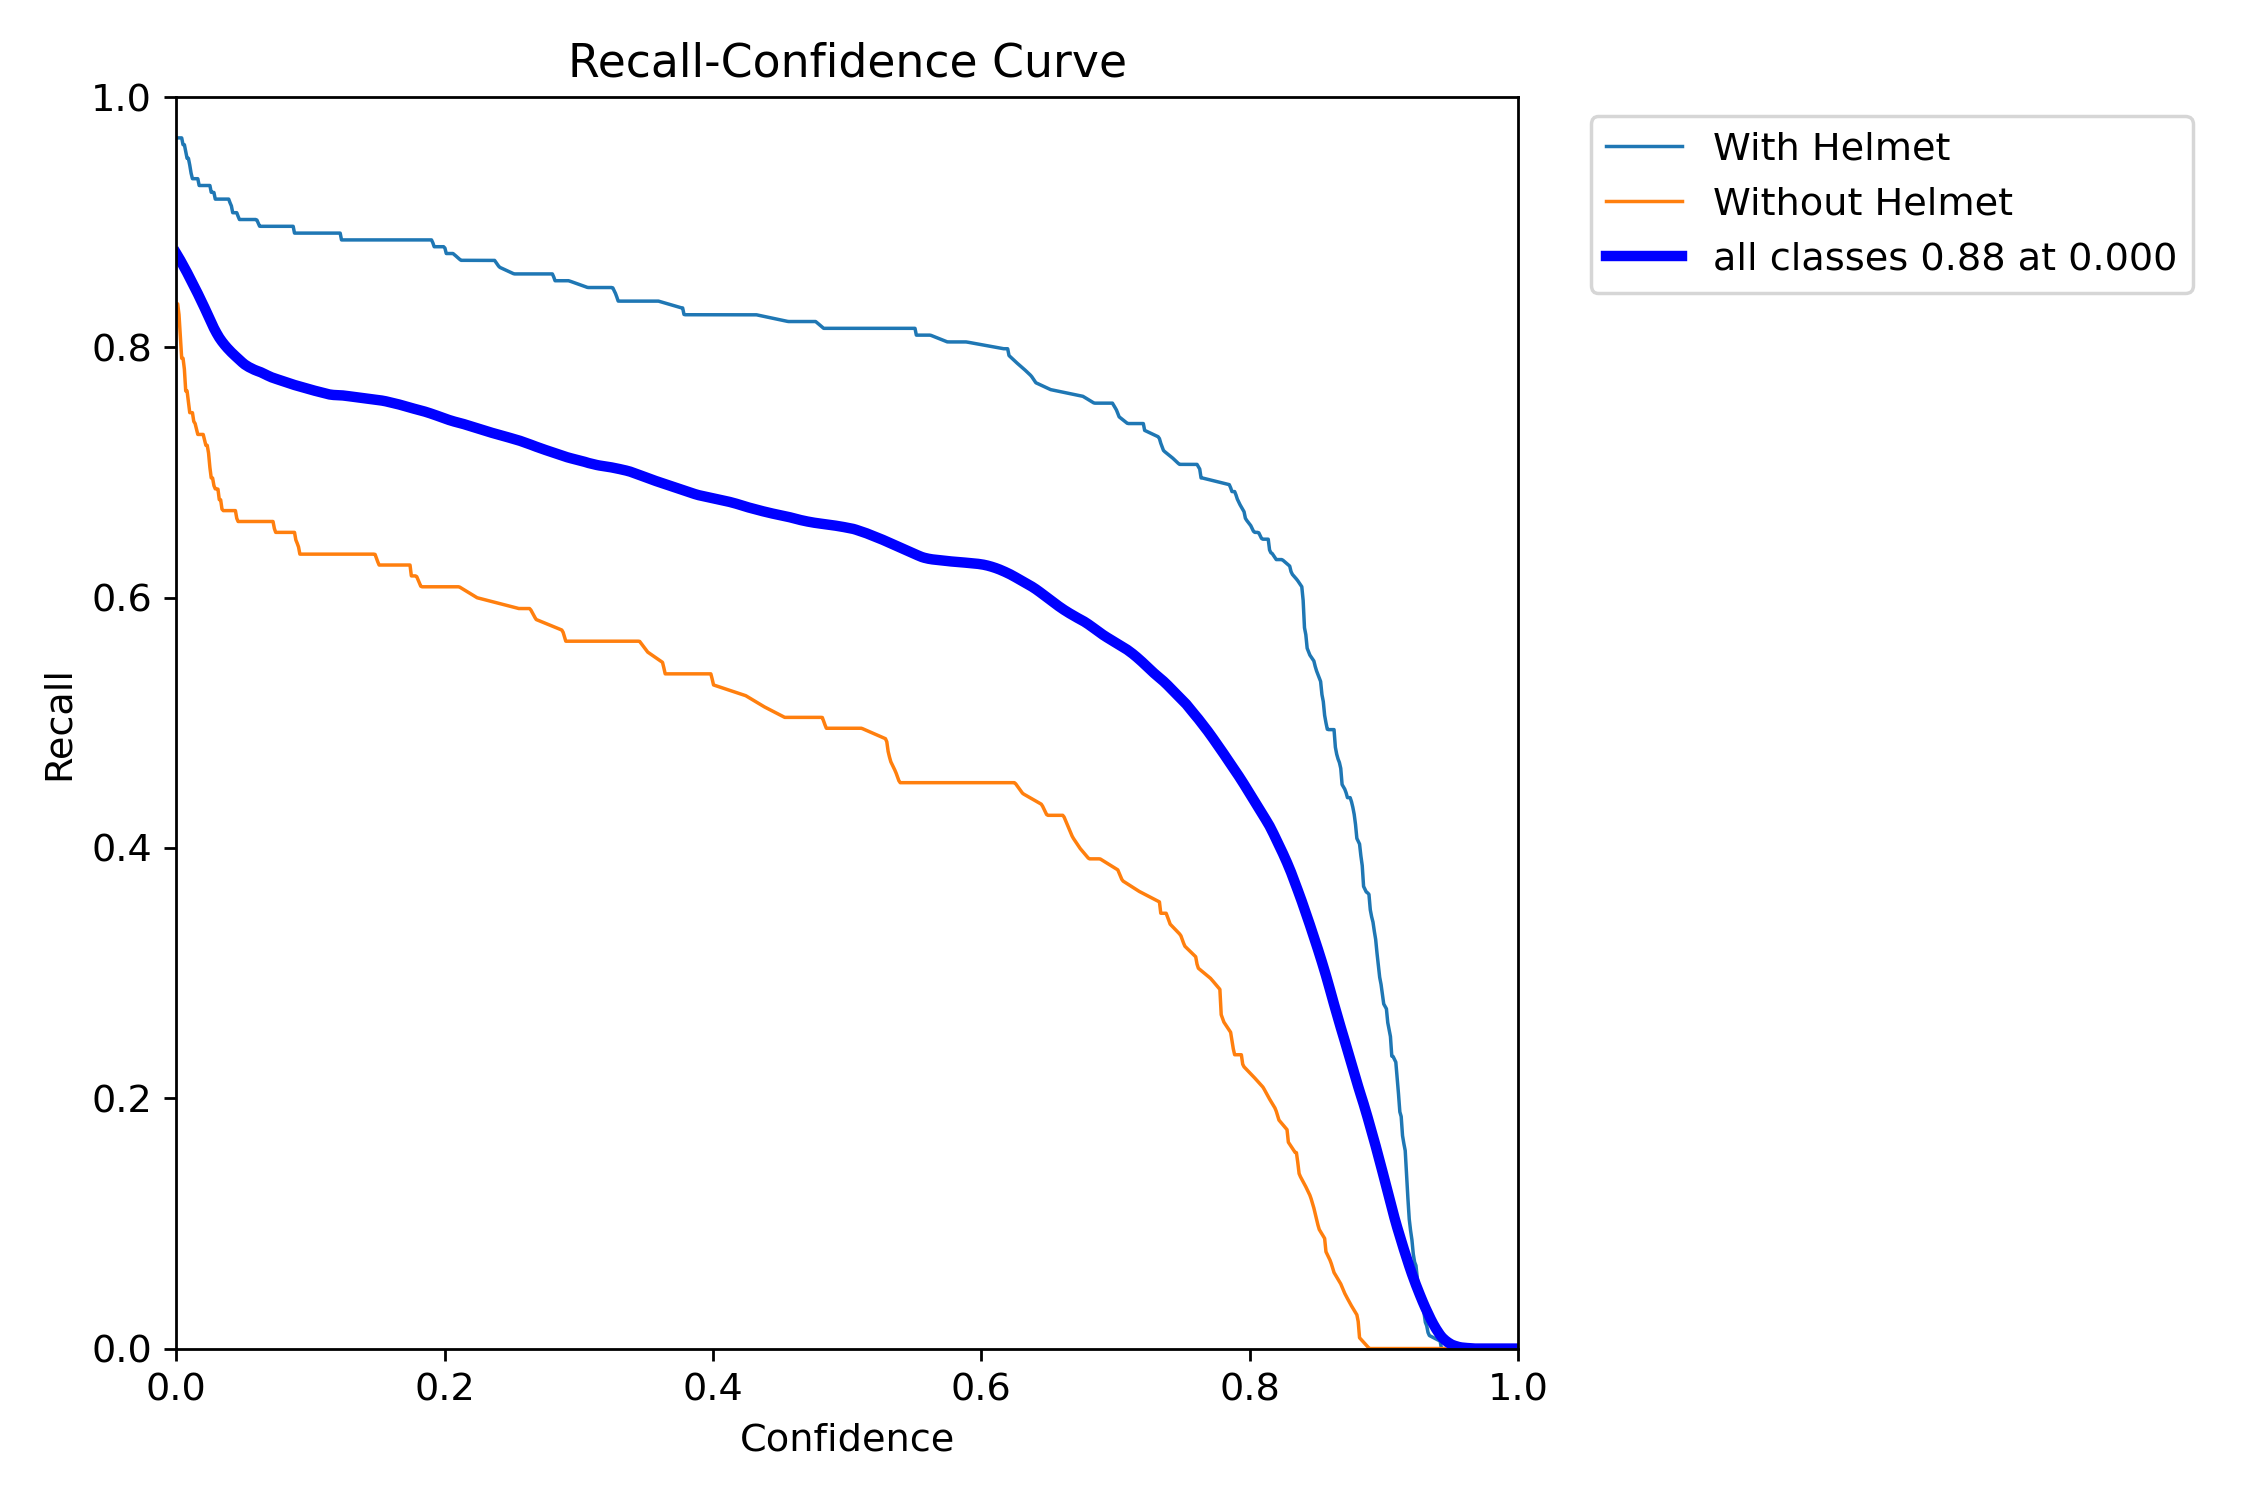 Recall-Confidence Curve
1.0
0.8
0.6
0.4
0.2
0.0
Recall
0.0 0.2 0.4 0.6 0.8 1.0
Confidence
With Helmet
Without Helmet
all classes 0.88 at 0.000